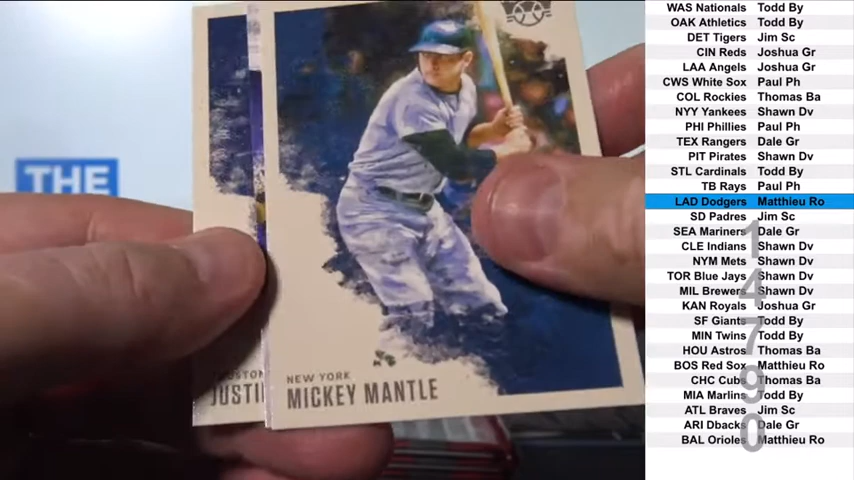 THE
HOUSTON
JUSTIN
NEW YORK
MICKEY MANTLE
WAS Nationals Todd By
OAK Athletics Todd By
DET Tigers Jim Sc
CIN Reds Joshua Gr
LAA Angels Joshua Gr
CWS White Sox Paul Ph
COL Rockies Thomas Ba
NYY Yankees Shawn Dv
PHI Phillies Paul Ph
TEX Rangers Dale Gr
PIT Pirates Shawn Dv
STL Cardinals Todd By
TB Rays Paul Ph
LAD Dodgers Matthieu Ro
SD Padres Jim Sc
SEA Mariners Dale Gr
CLE Indians Shawn Dv
NYM Mets Shawn Dv
TOR Blue Jays Shawn Dv
MIL Brewers Shawn Dv
KAN Royals Joshua Gr
SF Giants Todd By
MIN Twins Todd By
HOU Astros Thomas Ba
BOS Red Sox Matthieu Ro
CHC Cubs Thomas Ba
MIA Marlins Todd By
ATL Braves Jim Sc
ARI Dbacks Dale Gr
BAL Orioles Matthieu Ro
14790